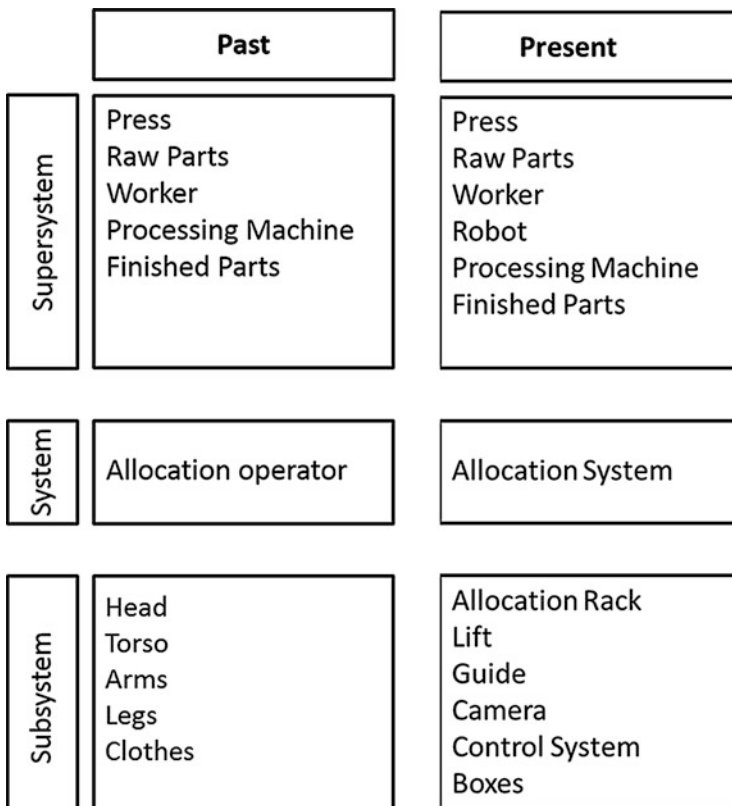 Past
Present
Supersystem
Press
Raw Parts
Worker
Processing Machine
Finished Parts
Press
Raw Parts
Worker
Robot
Processing Machine
Finished Parts
System
Allocation operator
Allocation System
Subsystem
Head
Torso
Arms
Legs
Clothes
Allocation Rack
Lift
Guide
Camera
Control System
Boxes